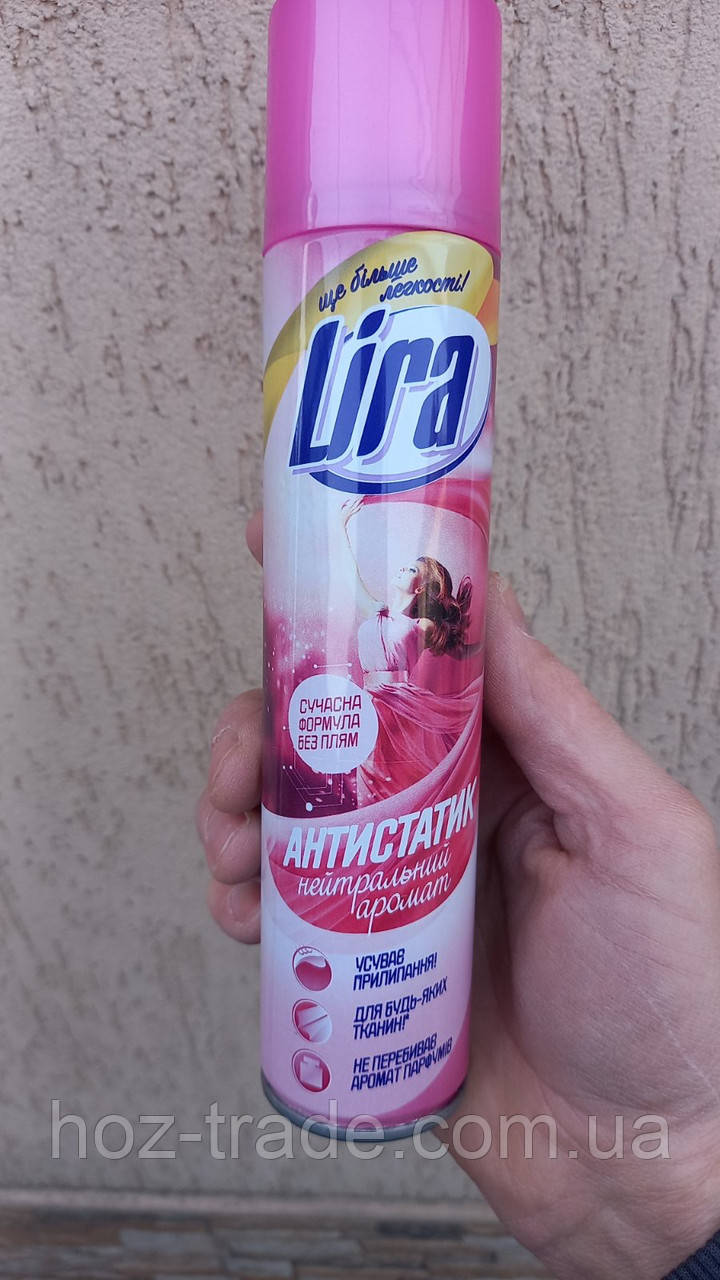 ще більше
легкості!
Lira
СУЧАСНА
ФОРМУЛА
БЕЗ ПЛЯМ
АНТИСТАТИК
нейтральний
аромат
УСУВАЄ
ПРИЛИПАННЯ!
ДЛЯ БУДЬ-ЯКИХ
ТКАНИН!*
НЕ ПЕРЕБИВАЄ
АРОМАТ ПАРФУМІВ
hoz-trade.com.ua